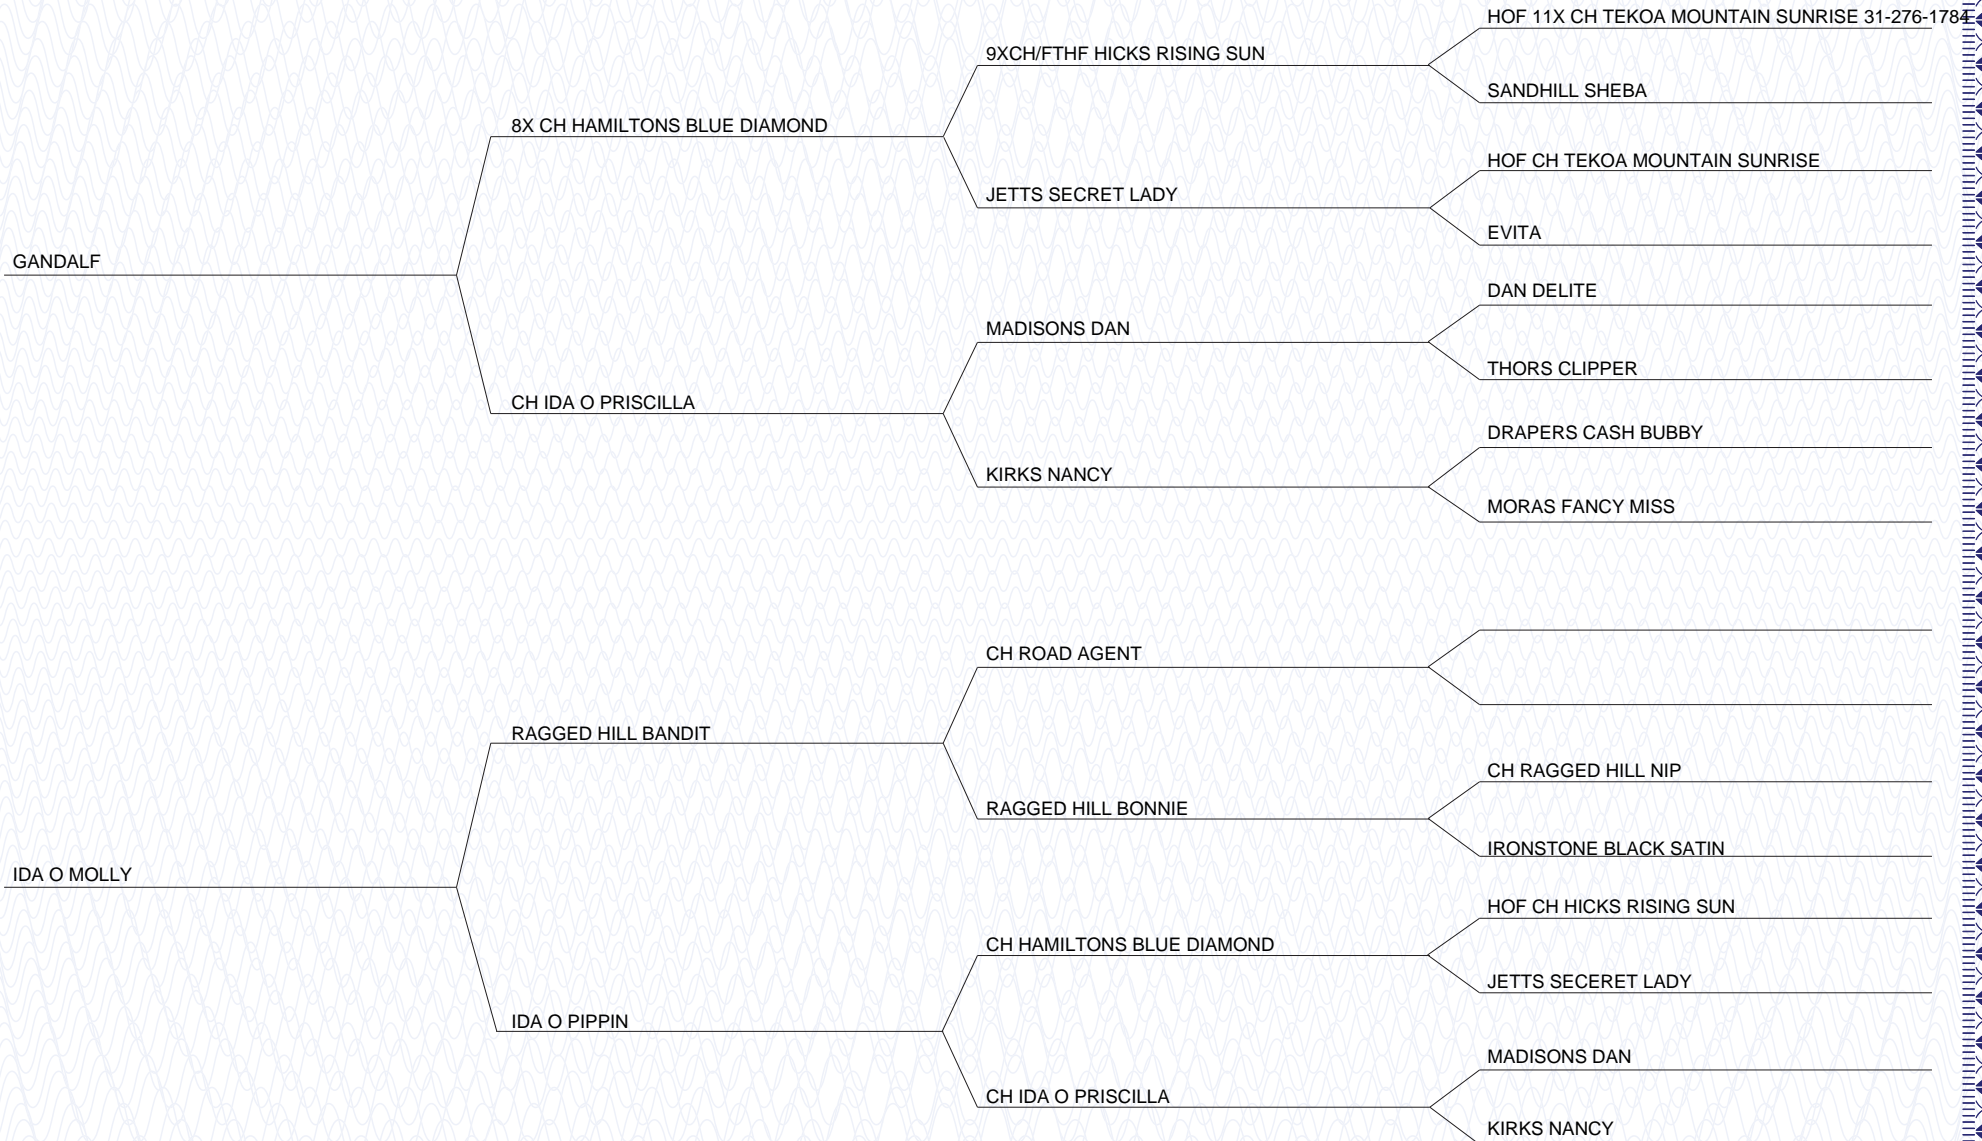 HOF 11X CH TEKOA MOUNTAIN SUNRISE 31-276-1784
9XCH/FTHF HICKS RISING SUN
SANDHILL SHEBA
8X CH HAMILTONS BLUE DIAMOND
HOF CH TEKOA MOUNTAIN SUNRISE
JETTS SECRET LADY
EVITA
GANDALF
DAN DELITE
MADISONS DAN
THORS CLIPPER
CH IDA O PRISCILLA
DRAPERS CASH BUBBY
KIRKS NANCY
MORAS FANCY MISS
CH ROAD AGENT
RAGGED HILL BANDIT
CH RAGGED HILL NIP
RAGGED HILL BONNIE
IRONSTONE BLACK SATIN
IDA O MOLLY
HOF CH HICKS RISING SUN
CH HAMILTONS BLUE DIAMOND
JETTS SECERET LADY
IDA O PIPPIN
MADISONS DAN
CH IDA O PRISCILLA
KIRKS NANCY